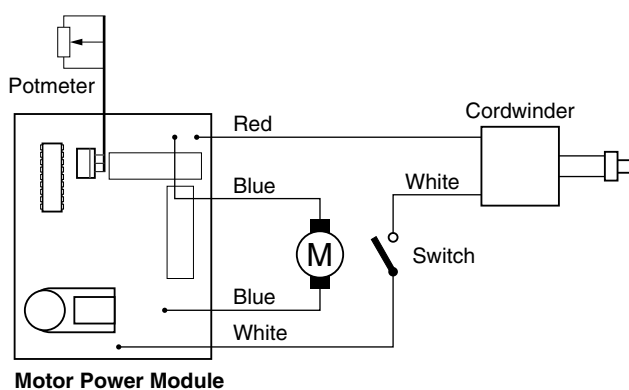 Potmeter
Cordwinder
Red
White
Blue
M
Switch
Blue
White
Motor Power Module